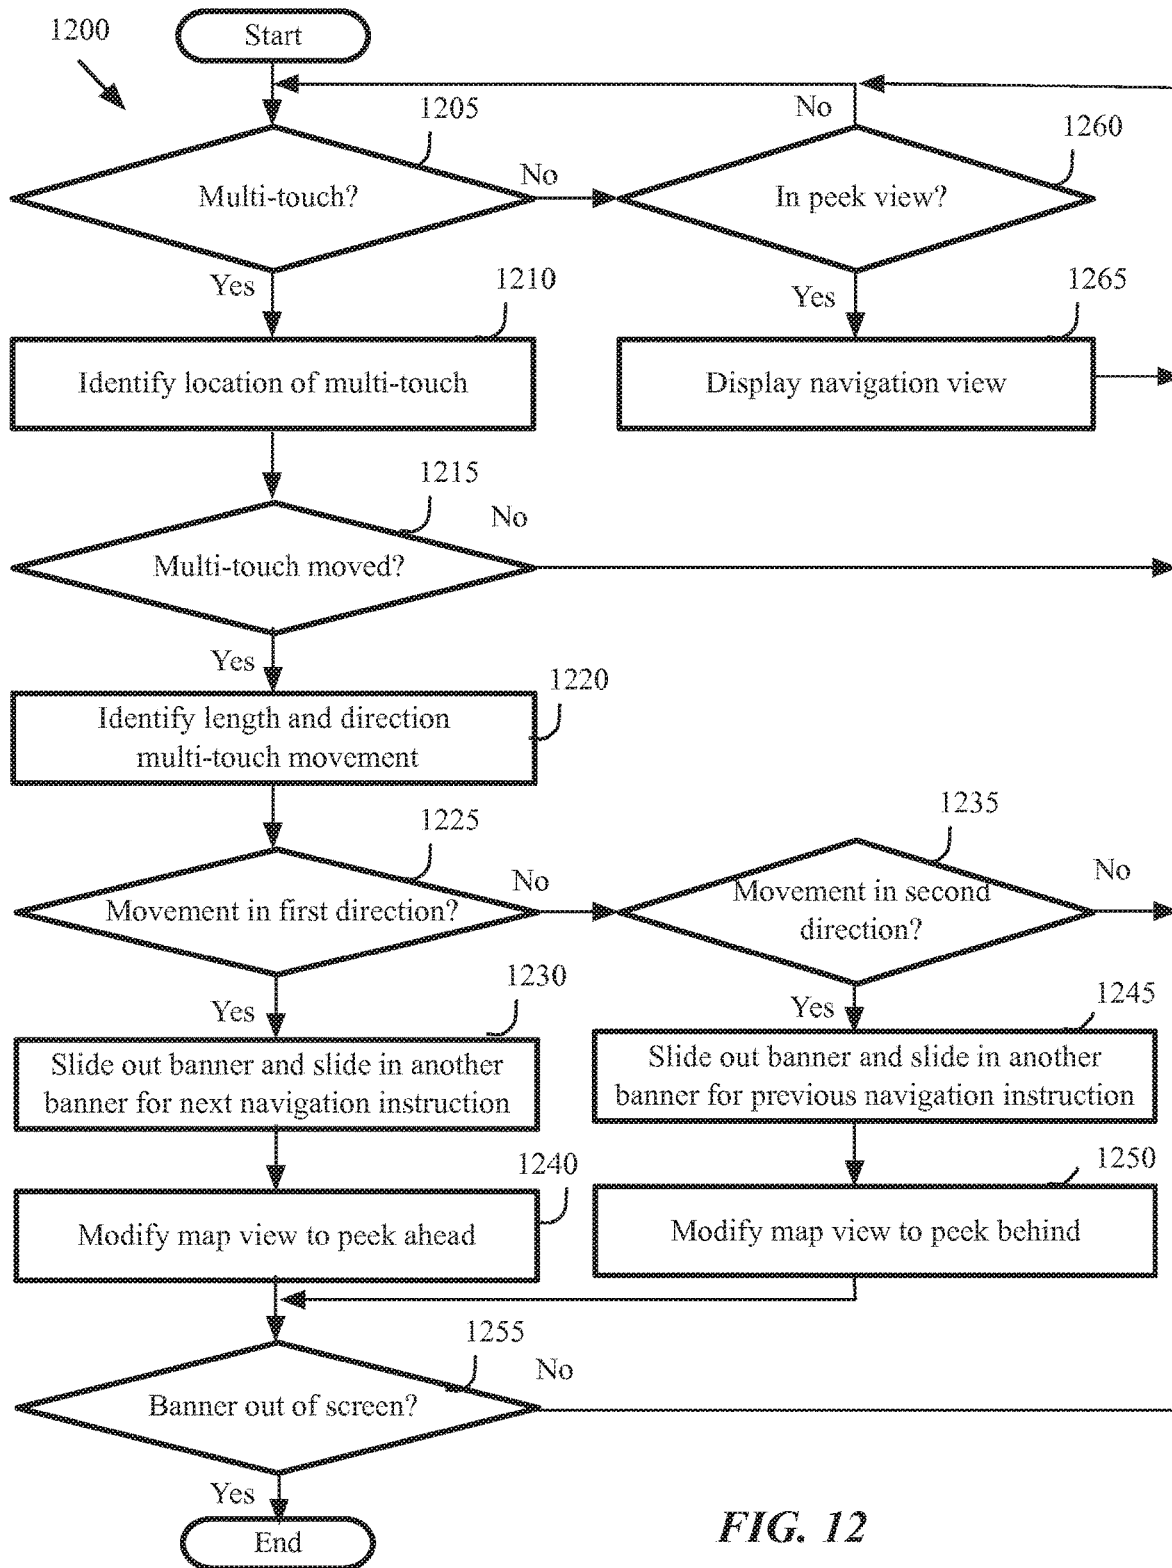 1200
Start
No
1205
1260
Multi-touch?
No
In peek view?
Yes
1210
Yes
1265
Identify location of multi-touch
Display navigation view
1215
No
Multi-touch moved?
Yes
1220
Identify length and direction
multi-touch movement
1225
1235
No
No
Movement in first direction?
Movement in second
direction?
Yes
1230
Yes
1245
Slide out banner and slide in another
banner for next navigation instruction
Slide out banner and slide in another
banner for previous navigation instruction
1240
1250
Modify map view to peek ahead
Modify map view to peek behind
1255
No
Banner out of screen?
Yes
End
FIG. 12